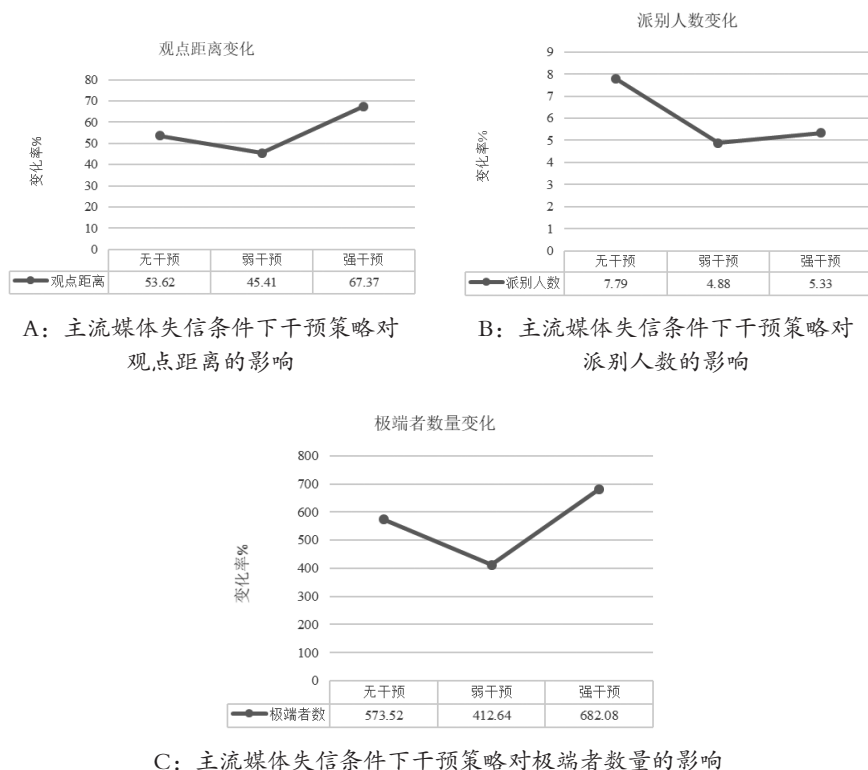 观点距离变化
变化率%
80
70
60
50
40
30
20
10
0
无干预 弱干预 强干预
观点距离 53.62 45.41 67.37
A：主流媒体失信条件下干预策略对
观点距离的影响
派别人数变化
变化率%
9
8
7
6
5
4
3
2
1
0
无干预 弱干预 强干预
派别人数 7.79 4.88 5.33
B：主流媒体失信条件下干预策略对
派别人数的影响
极端者数量变化
变化率%
800
700
600
500
400
300
200
100
0
无干预 弱干预 强干预
极端者数 573.52 412.64 682.08
C：主流媒体失信条件下干预策略对极端者数量的影响